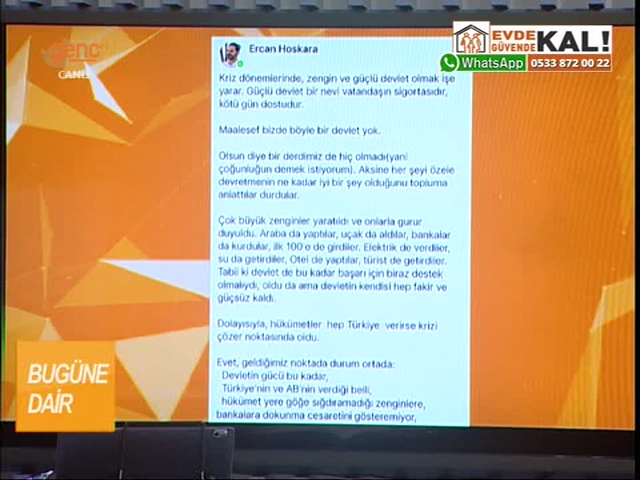 genç
CANLI
EVDE KAL!
GÜVENDE
WhatsApp 0533 872 00 22
Ercan Hoşkara
Kriz dönemlerinde, zengin ve güçlü devlet olmak işe
yarar. Güçlü devlet bir nevi vatandaşın sigortasıdır,
kötü gün dostudur.
Maalesef bizde böyle bir devlet yok.
Olsun diye bir derdimiz de hiç olmadı(yani
çoğunluğun demek istiyorum). Aksine her şeyi özele
devretmenin ne kadar iyi bir şey olduğunu topluma
anlattılar durdular.
Çok büyük zenginler yaratıldı ve onlarla gurur
duyuldu. Araba da yaptılar, uçak da aldılar, bankalar
da kurdular, ilk 100'e de girdiler. Elektrik de verdiler,
su da getirdiler, Otel de yaptılar, türist de getirdiler.
Tabii ki devlet de bu kadar başarı için biraz destek
olmalıydı, oldu da ama devletin kendisi hep fakir ve
güçsüz kaldı.
Dolayısıyla, hükümetler hep Türkiye verirse krizi
çözer noktasında oldu.
Evet, geldiğimiz noktada durum ortada:
Devletin gücü bu kadar,
Türkiye'nin ve AB'nin verdiği belli,
hükümet yere göğe sığdıramadığı zenginlere,
bankalara dokunma cesaretini gösteremiyor,
BUGÜNE
DAİR